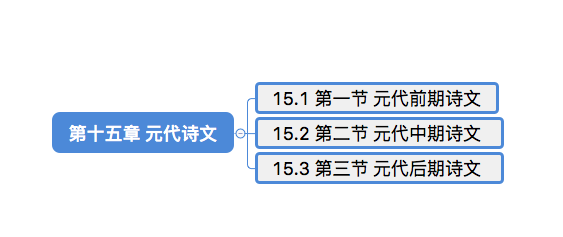 第十五章 元代诗文
15.1 第一节 元代前期诗文
15.2 第二节 元代中期诗文
15.3 第三节 元代后期诗文